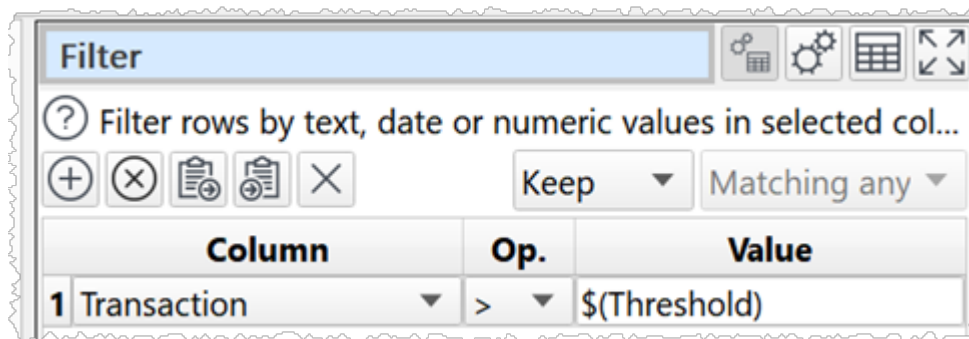 Filter
? Filter rows by text, date or numeric values in selected col...
Keep Matching any
Column Op. Value
1 Transaction > $(Threshold)